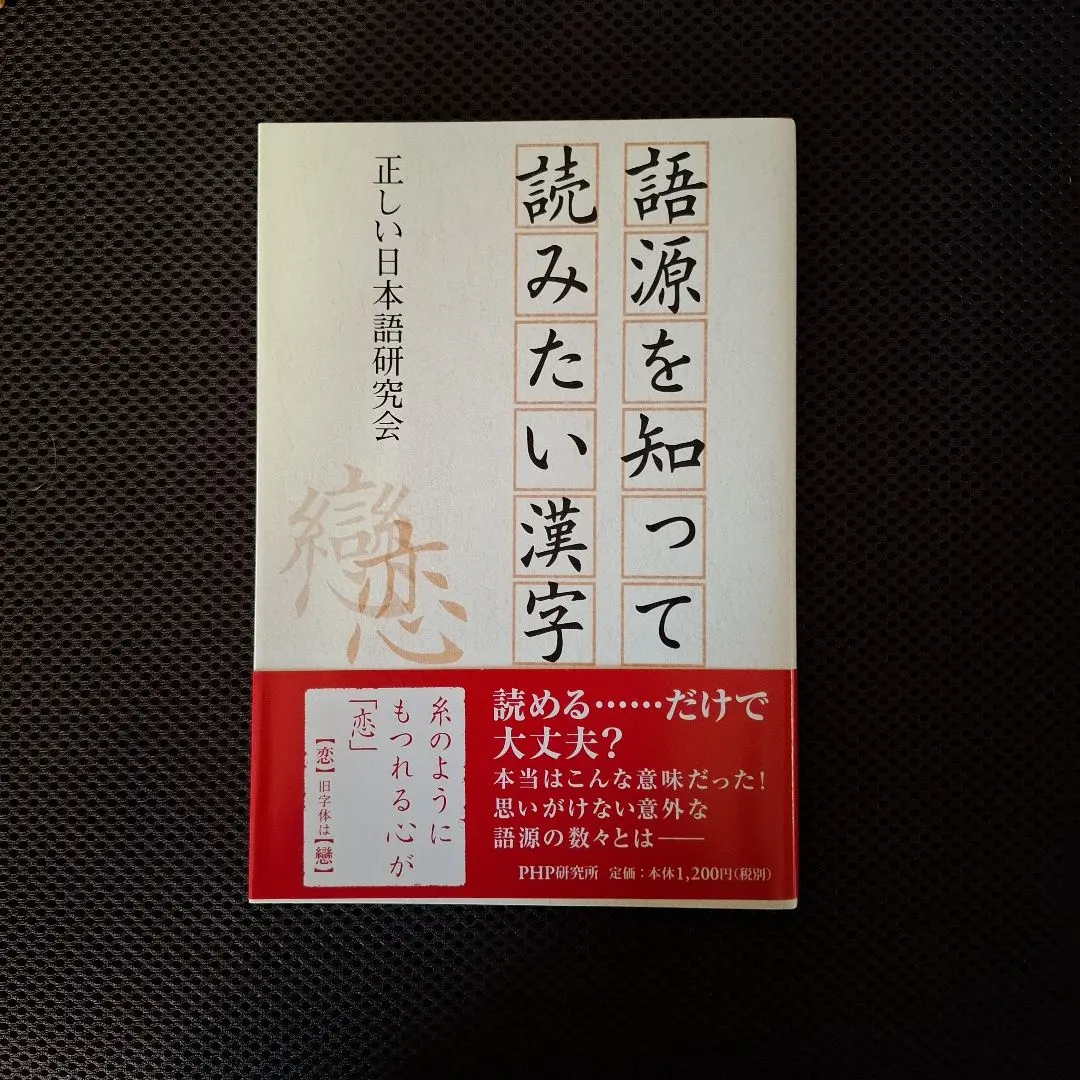 語源を知って
読みたい漢字
正しい日本語研究会
戀
恋
読める……だけで
大丈夫？
本当はこんな意味だった！
思いがけない意外な
語源の数々とは──
PHP研究所 定価：本体1,200円（税別）
糸のように
もつれる心が
「恋」
【恋】旧字体は【戀】